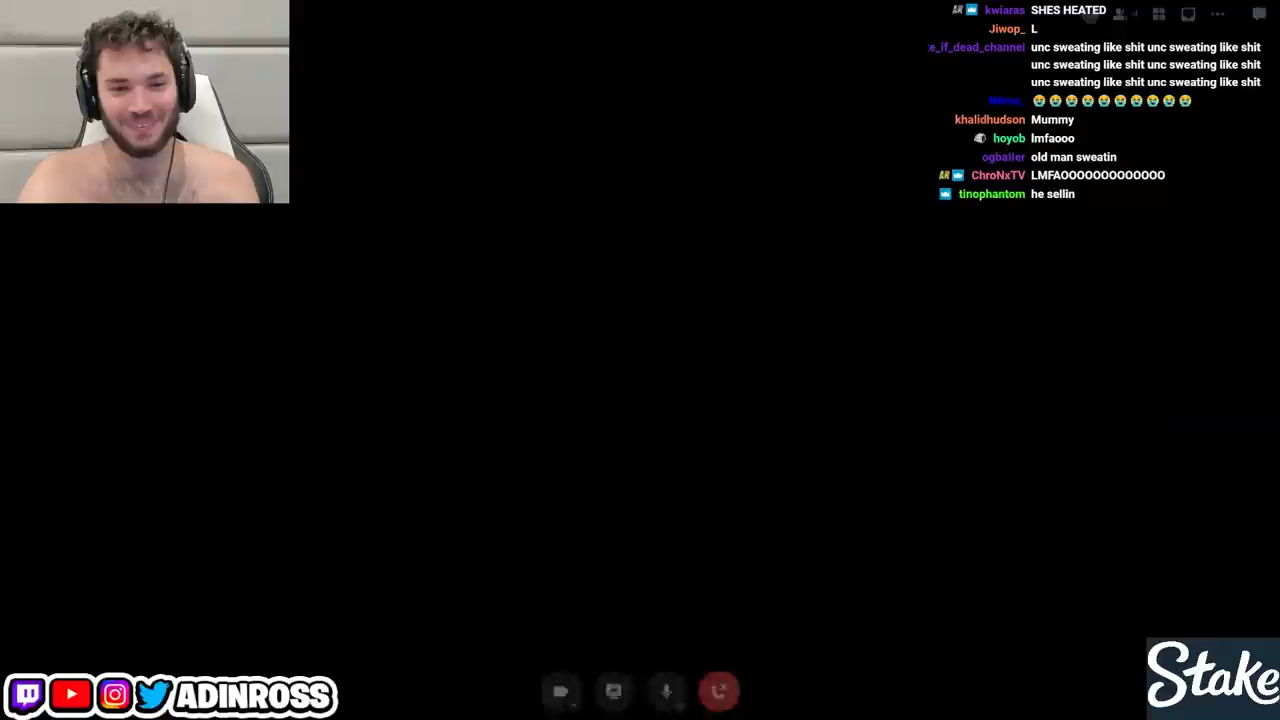 kwiaras SHES HEATED
Jiwop_ L
e_if_dead_channel unc sweating like shit unc sweating like shit
unc sweating like shit unc sweating like shit
unc sweating like shit unc sweating like shit
😭😭😭😭😭😭😭😭😭😭
khalidhudson Mummy
hoyob lmfaooo
ogballer old man sweatin
ChroNxTV LMFAOOOOOOOOOOOOO
tinophantom he sellin
ADINROSS
Stake